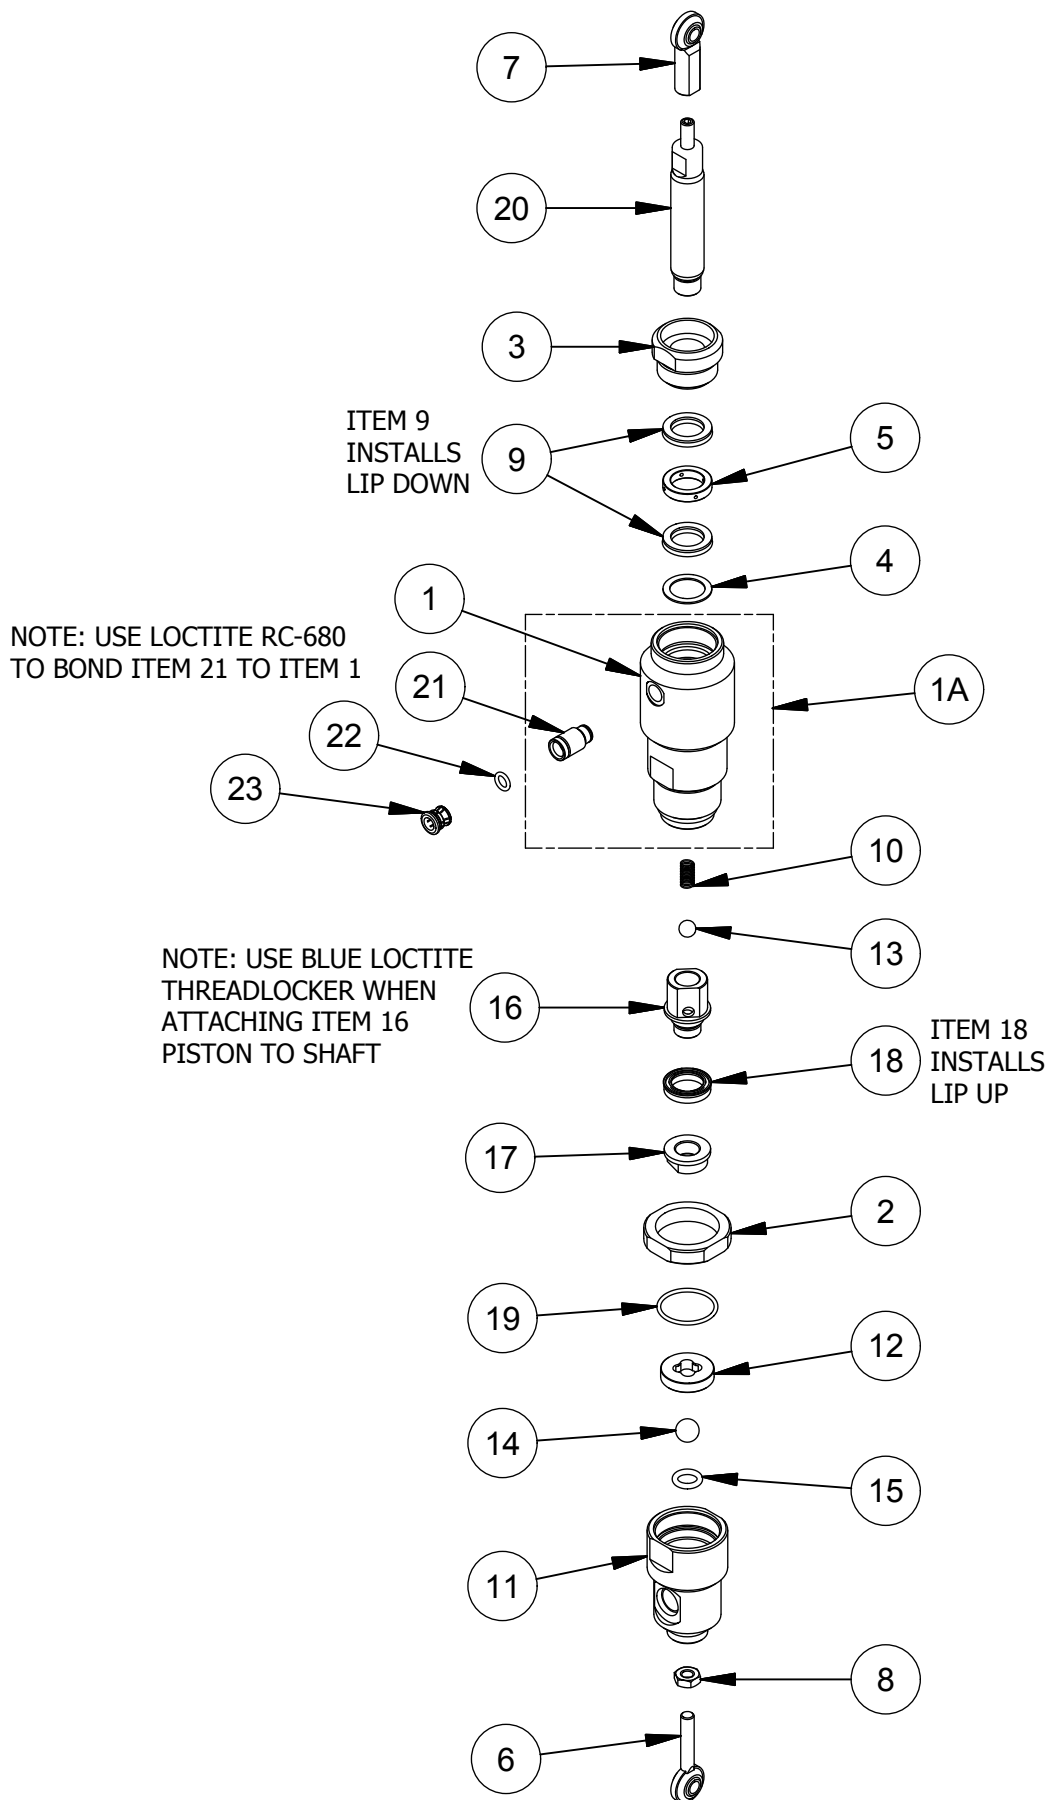 7
20
3
ITEM 9
INSTALLS
LIP DOWN
9
5
4
1
NOTE: USE LOCTITE RC-680
TO BOND ITEM 21 TO ITEM 1
21
1A
22
23
10
13
NOTE: USE BLUE LOCTITE
THREADLOCKER WHEN
ATTACHING ITEM 16
PISTON TO SHAFT
16
18
ITEM 18
INSTALLS
LIP UP
17
2
19
12
14
15
11
8
6